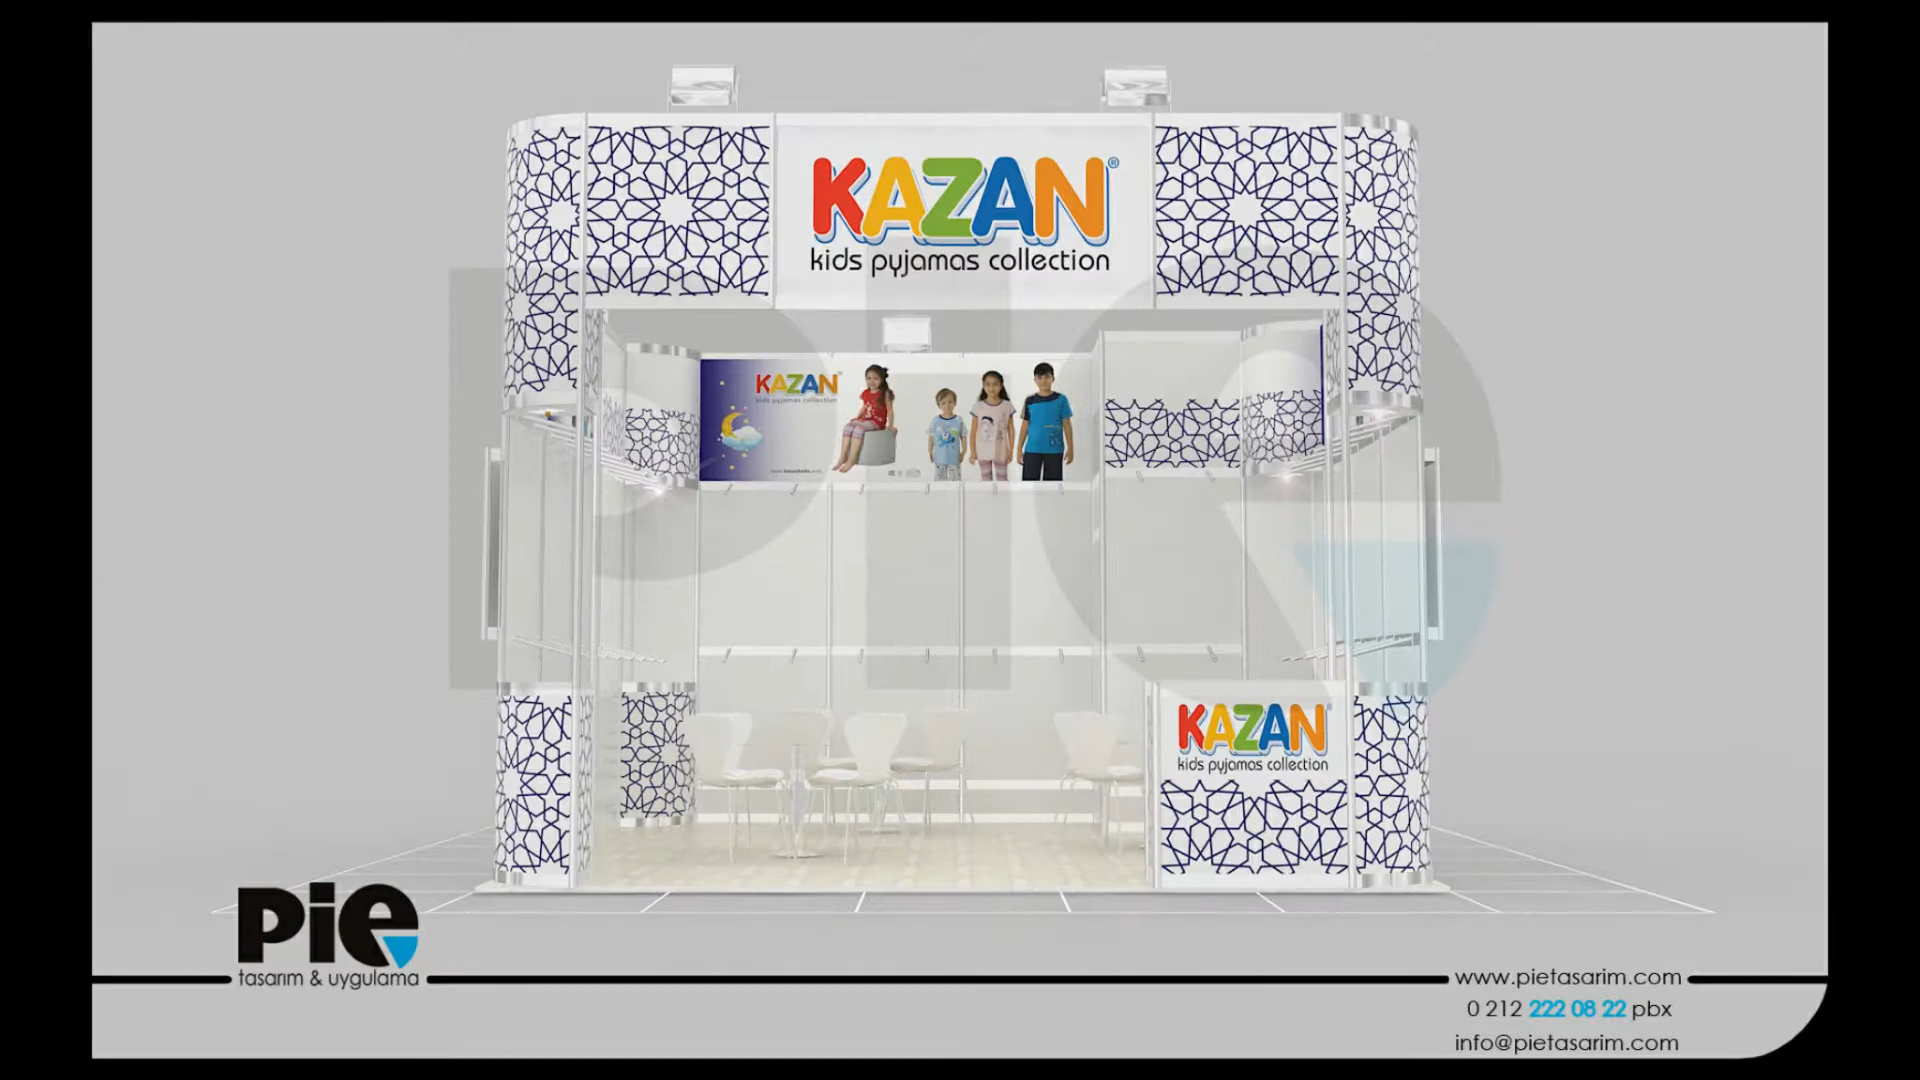 KAZAN®
kids pyjamas collection
KAZAN
kids pyjamas collection
KAZAN
kids pyjamas collection
pie
tasarım & uygulama
www.pietasarim.com
0 212 222 08 22 pbx
info@pietasarim.com